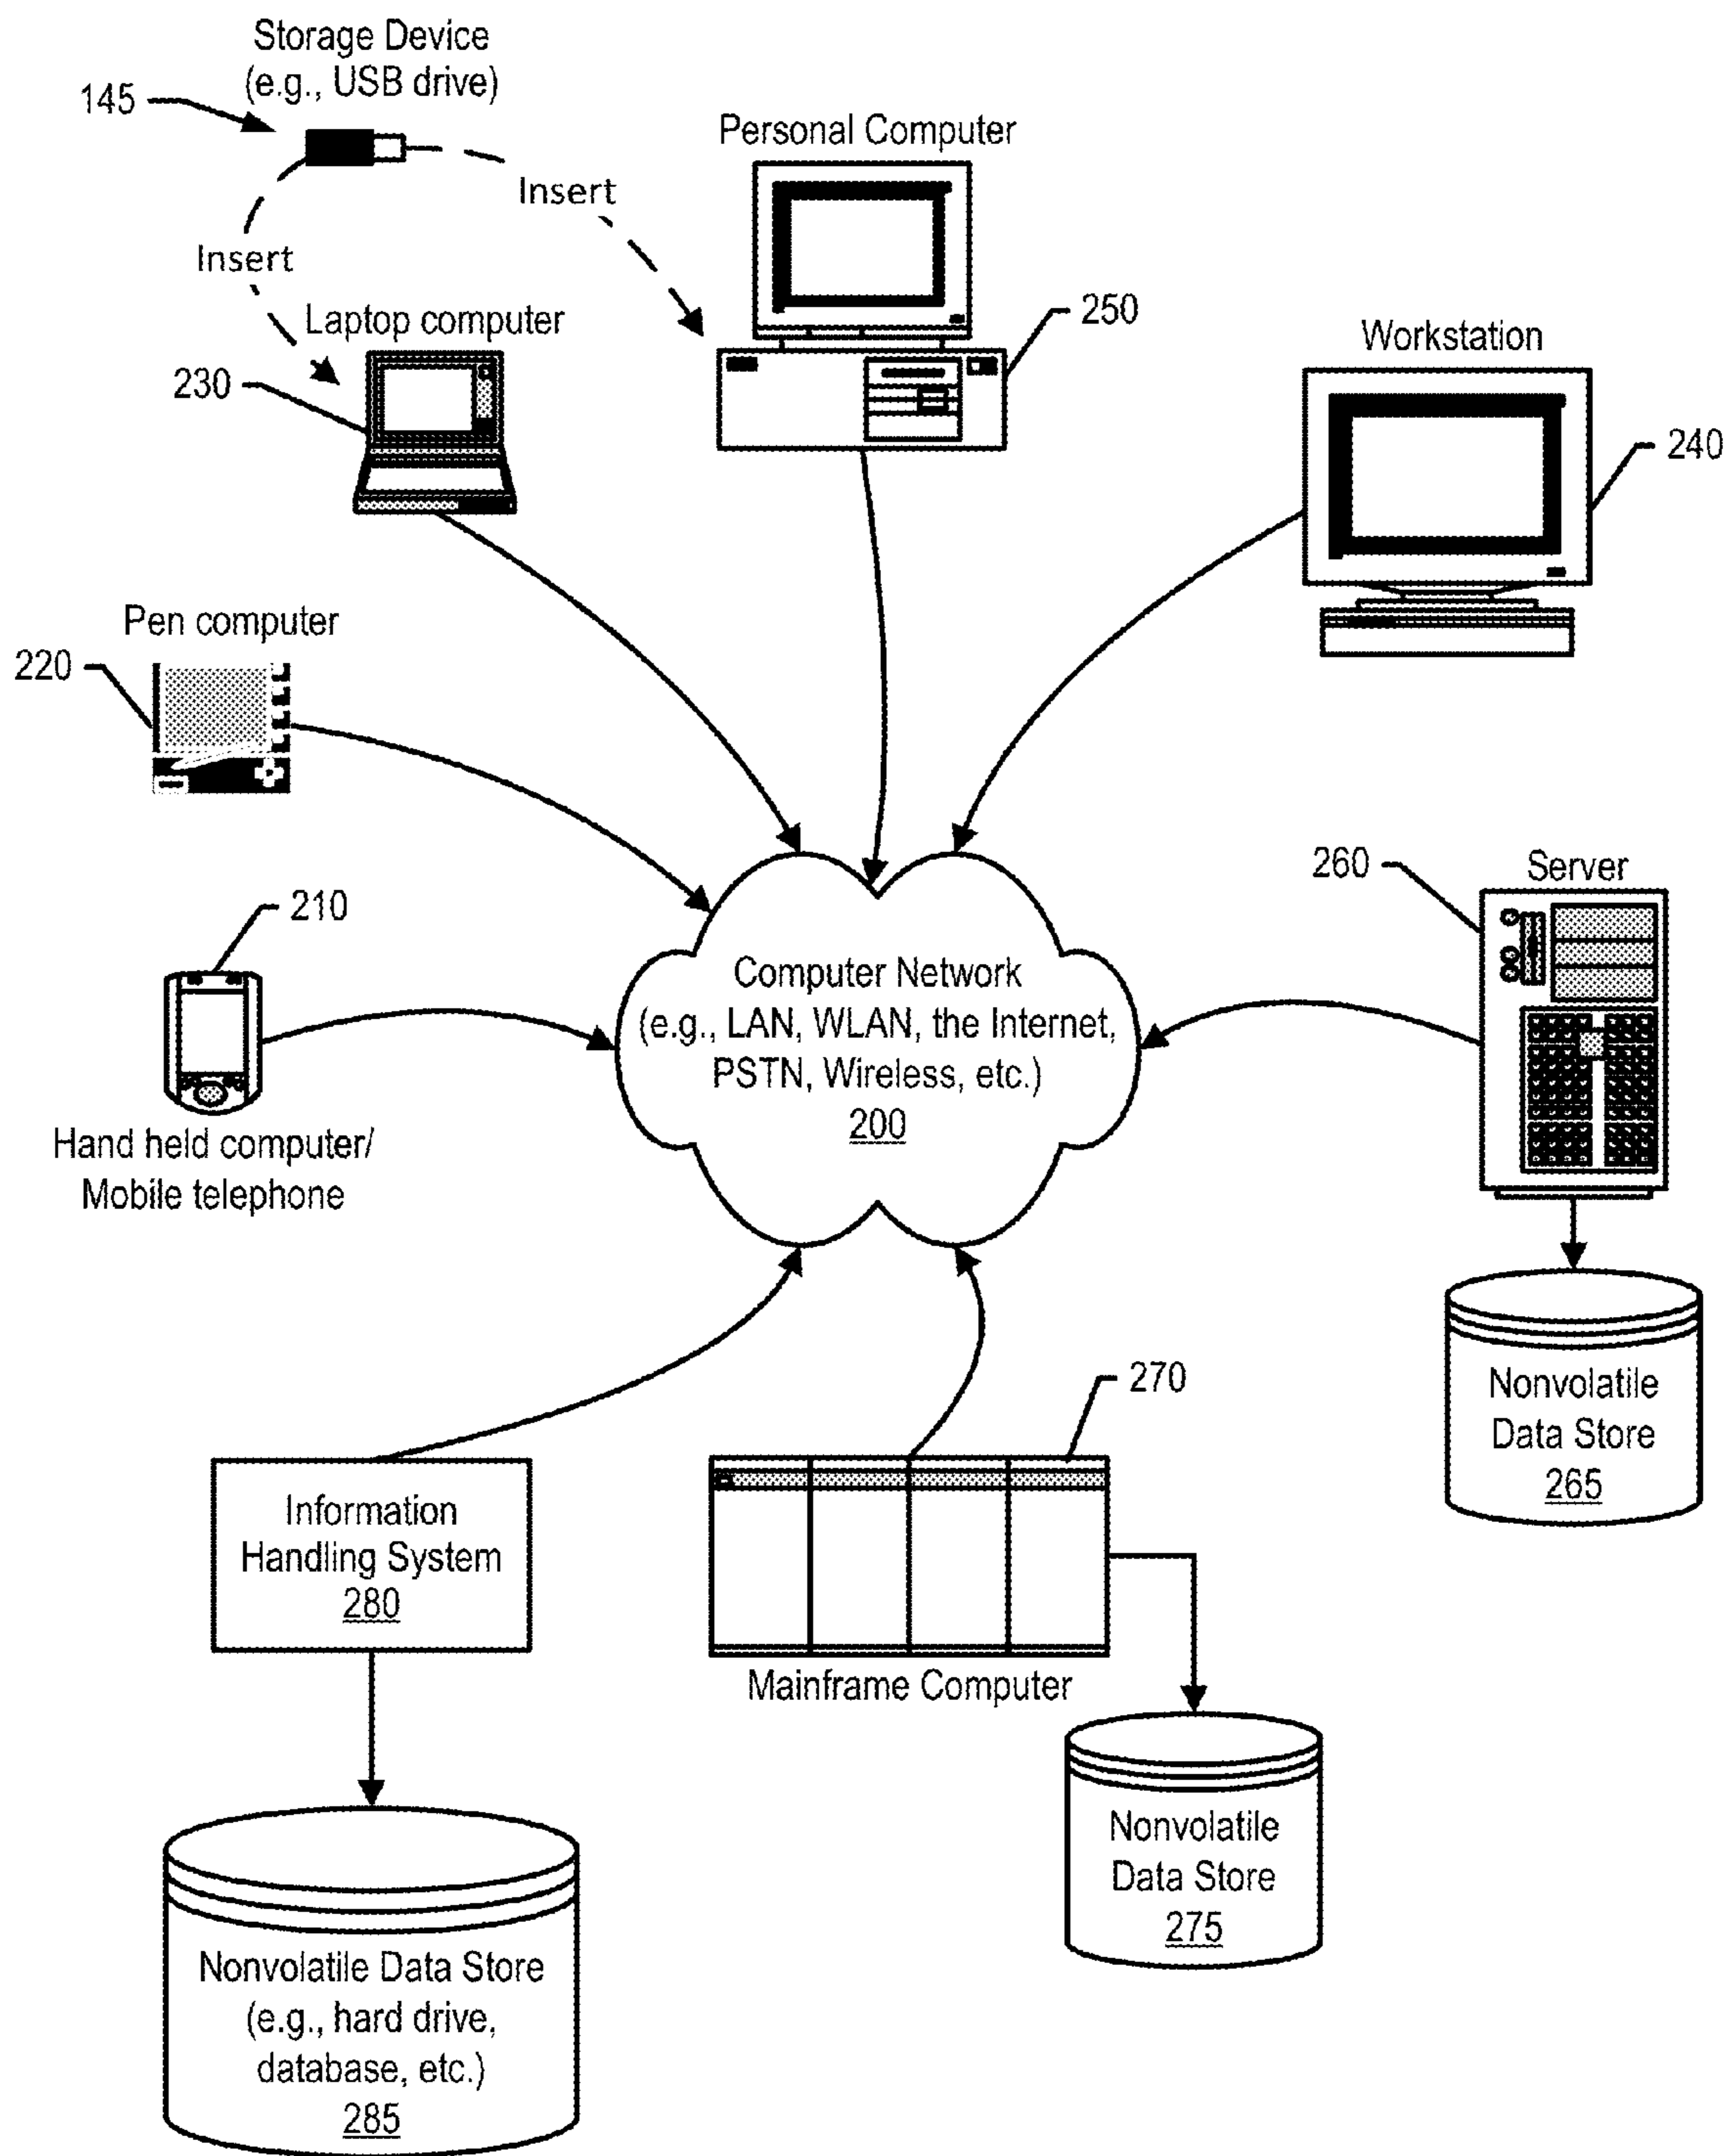 Storage Device
(e.g., USB drive)
145
Personal Computer
Insert
Insert
Laptop computer
250
Workstation
230
240
Pen computer
220
260
Server
210
Computer Network
(e.g., LAN, WLAN, the Internet,
PSTN, Wireless, etc.)
200
Hand held computer/
Mobile telephone
270
Nonvolatile
Data Store
265
Information
Handling System
280
Mainframe Computer
Nonvolatile
Data Store
275
Nonvolatile Data Store
(e.g., hard drive,
database, etc.)
285